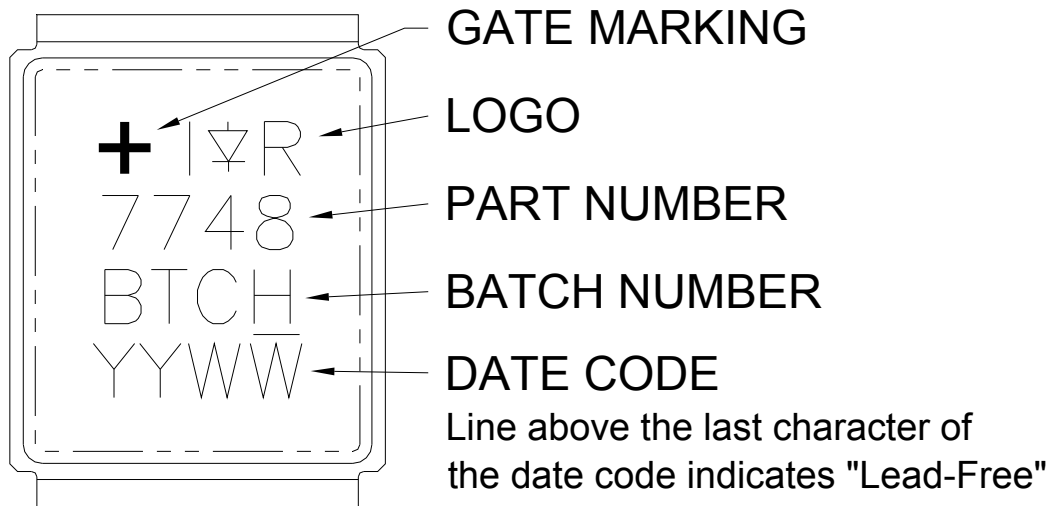 GATE MARKING
+ I R
LOGO
7748
PART NUMBER
BTCH
BATCH NUMBER
YYWW
DATE CODE
Line above the last character of
the date code indicates "Lead-Free"